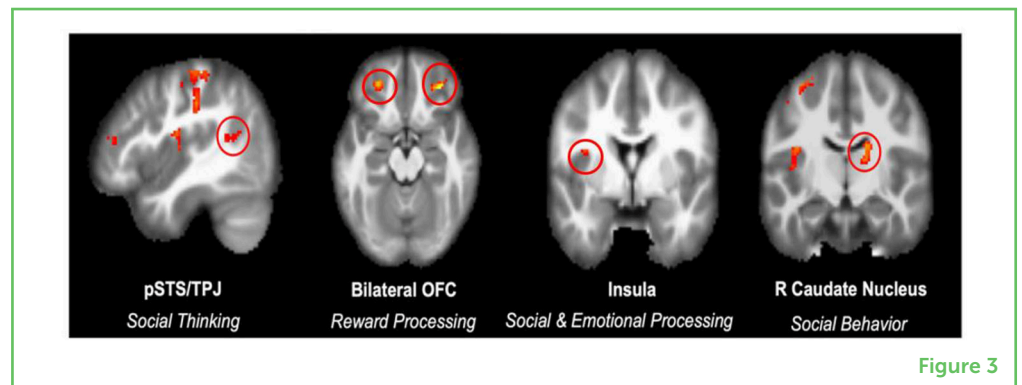 pSTS/TPJ
Social Thinking
Bilateral OFC
Reward Processing
Insula
Social & Emotional Processing
R Caudate Nucleus
Social Behavior
Figure 3